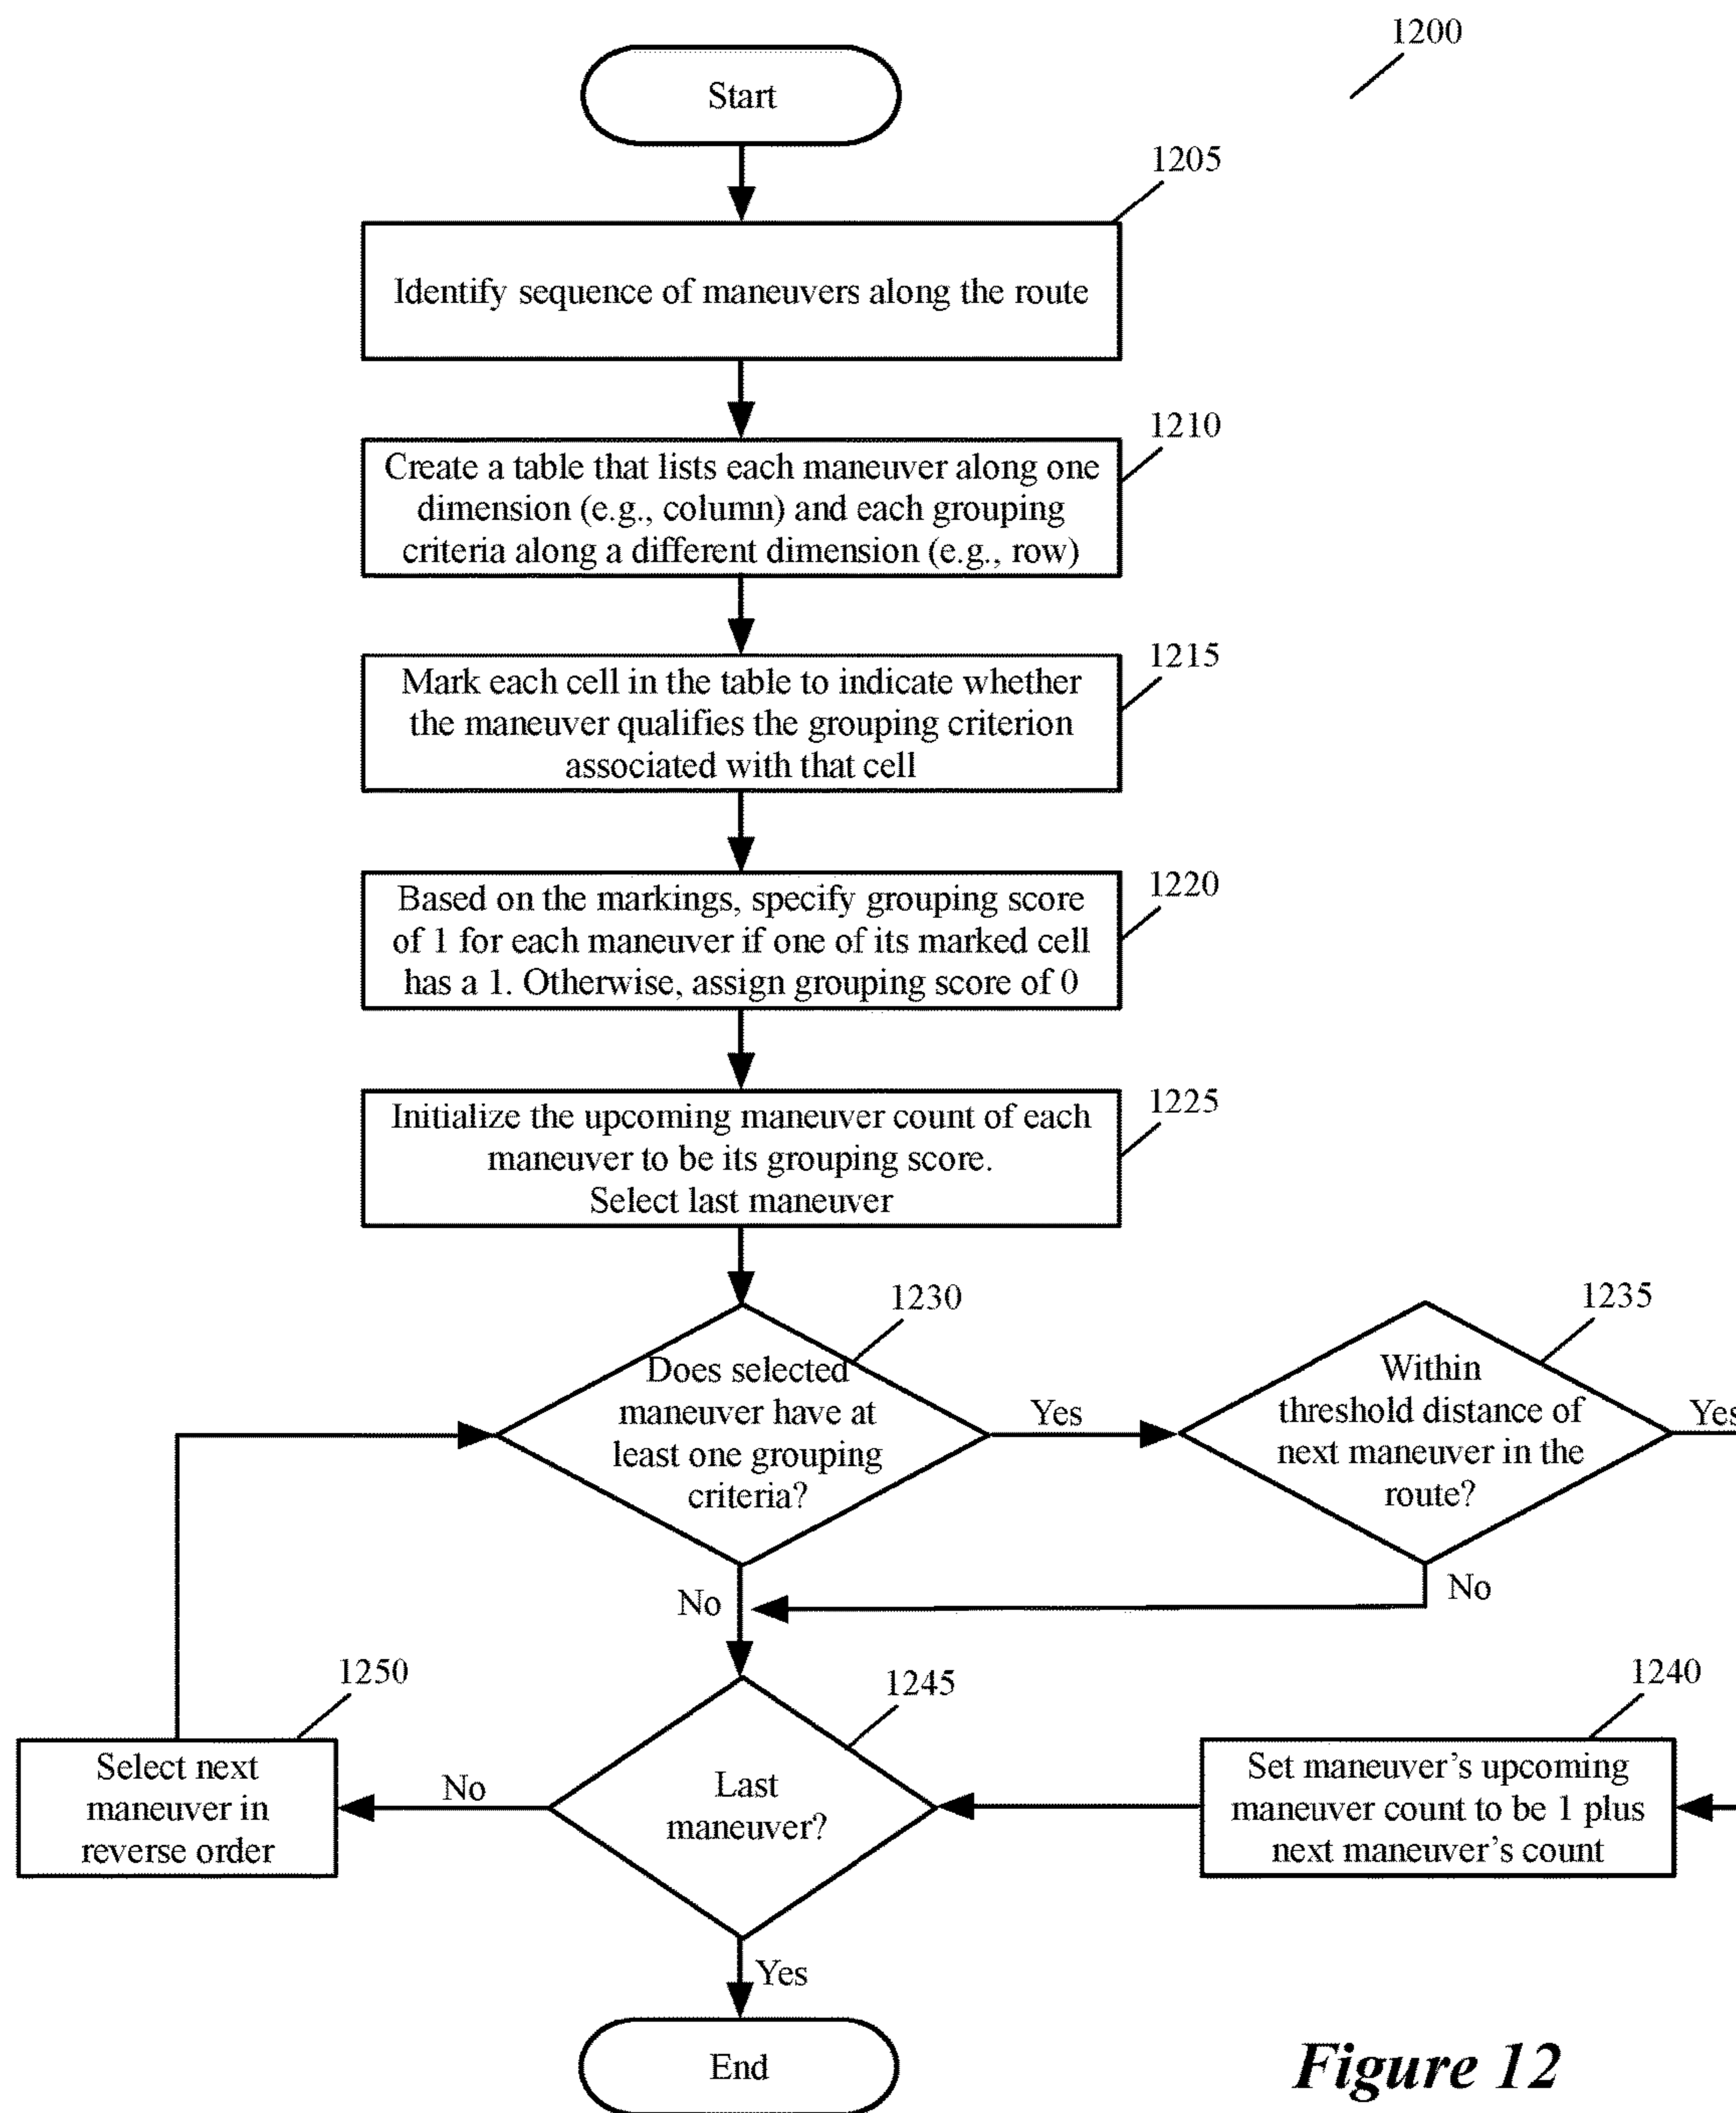 1200
Start
1205
Identify sequence of maneuvers along the route
1210
Create a table that lists each maneuver along one
dimension (e.g., column) and each grouping
criteria along a different dimension (e.g., row)
1215
Mark each cell in the table to indicate whether
the maneuver qualifies the grouping criterion
associated with that cell
1220
Based on the markings, specify grouping score
of 1 for each maneuver if one of its marked cell
has a 1. Otherwise, assign grouping score of 0
1225
Initialize the upcoming maneuver count of each
maneuver to be its grouping score.
Select last maneuver
1230
Does selected
maneuver have at
least one grouping
criteria?
Yes
No
1235
Within
threshold distance of
next maneuver in the
route?
Yes
No
1240
Set maneuver’s upcoming
maneuver count to be 1 plus
next maneuver’s count
1245
Last
maneuver?
No
1250
Select next
maneuver in
reverse order
Yes
End
Figure 12